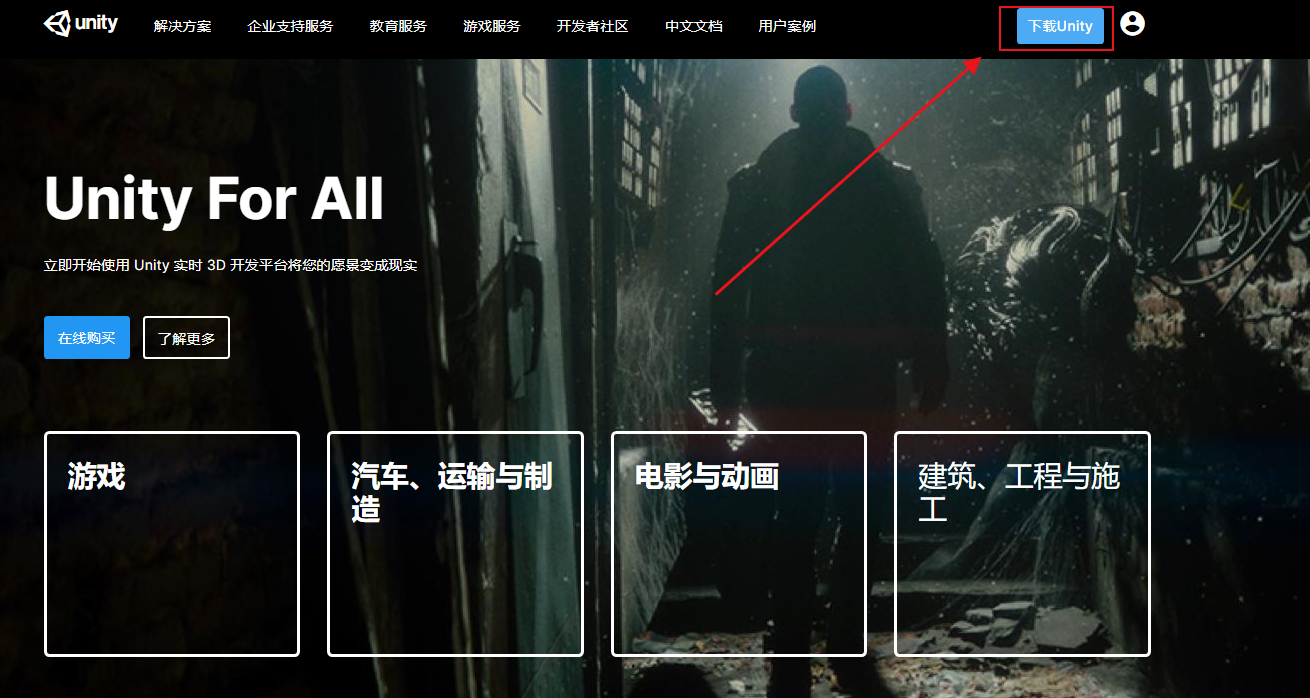 unity
解决方案
企业支持服务
教育服务
游戏服务
开发者社区
中文文档
用户案例
下载Unity
Unity For All
立即开始使用 Unity 实时 3D 开发平台将您的愿景变成现实
在线购买
了解更多
游戏
汽车、运输与制
造
电影与动画
建筑、工程与施
工